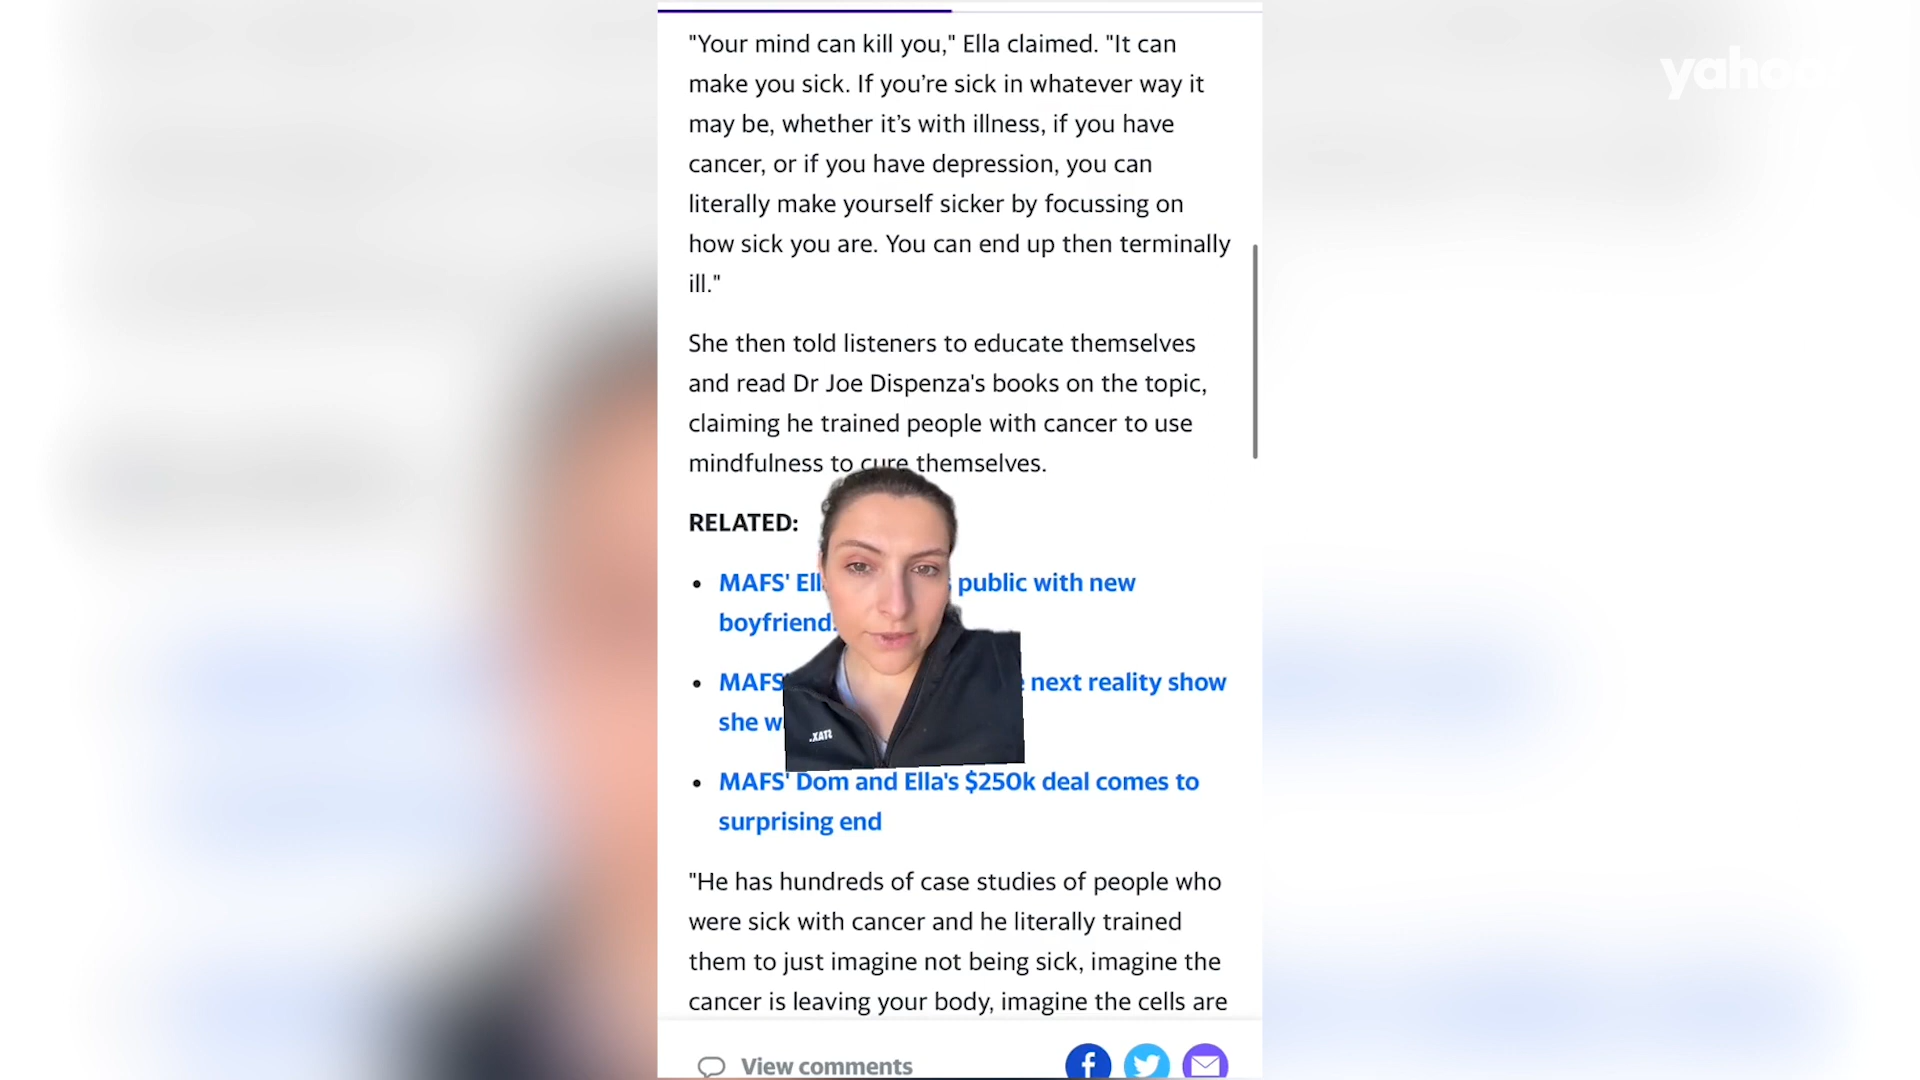 yahoo!
"Your mind can kill you," Ella claimed. "It can
make you sick. If you’re sick in whatever way it
may be, whether it’s with illness, if you have
cancer, or if you have depression, you can
literally make yourself sicker by focussing on
how sick you are. You can end up then terminally
ill."
She then told listeners to educate themselves
and read Dr Joe Dispenza's books on the topic,
claiming he trained people with cancer to use
mindfulness to cure themselves.
RELATED:
MAFS' public with new
boyfriend
MAFS next reality show
she
MAFS' Dom and Ella's $250k deal comes to
surprising end
"He has hundreds of case studies of people who
were sick with cancer and he literally trained
them to just imagine not being sick, imagine the
cancer is leaving your body, imagine the cells are
View comments
STAX.